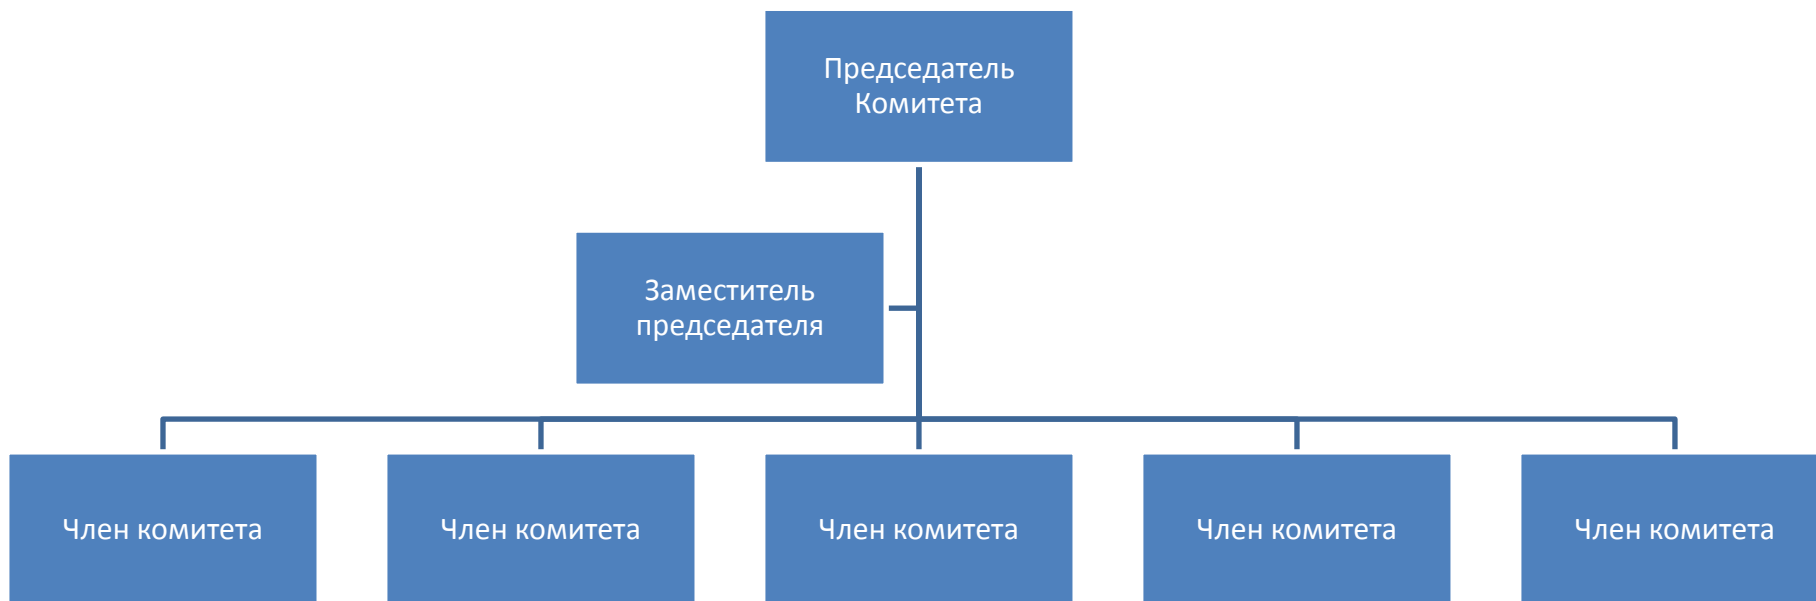 Председатель
Комитета
Заместитель
председателя
Член комитета
Член комитета
Член комитета
Член комитета
Член комитета